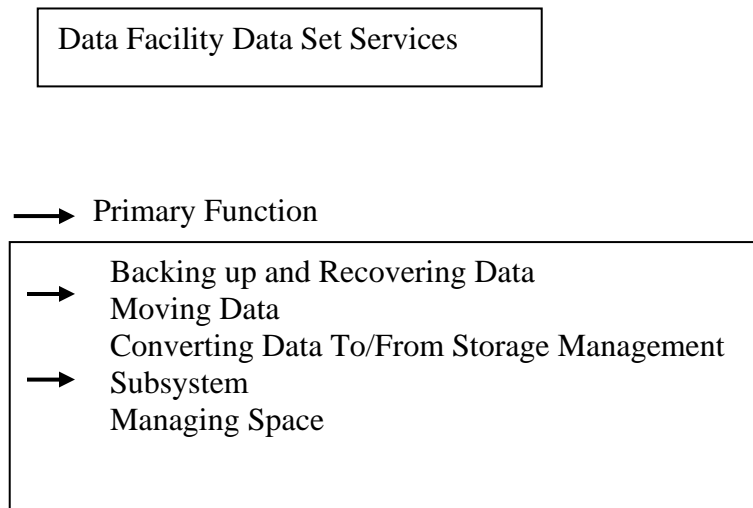 Data Facility Data Set Services
Primary Function
Backing up and Recovering Data
Moving Data
Converting Data To/From Storage Management
Subsystem
Managing Space